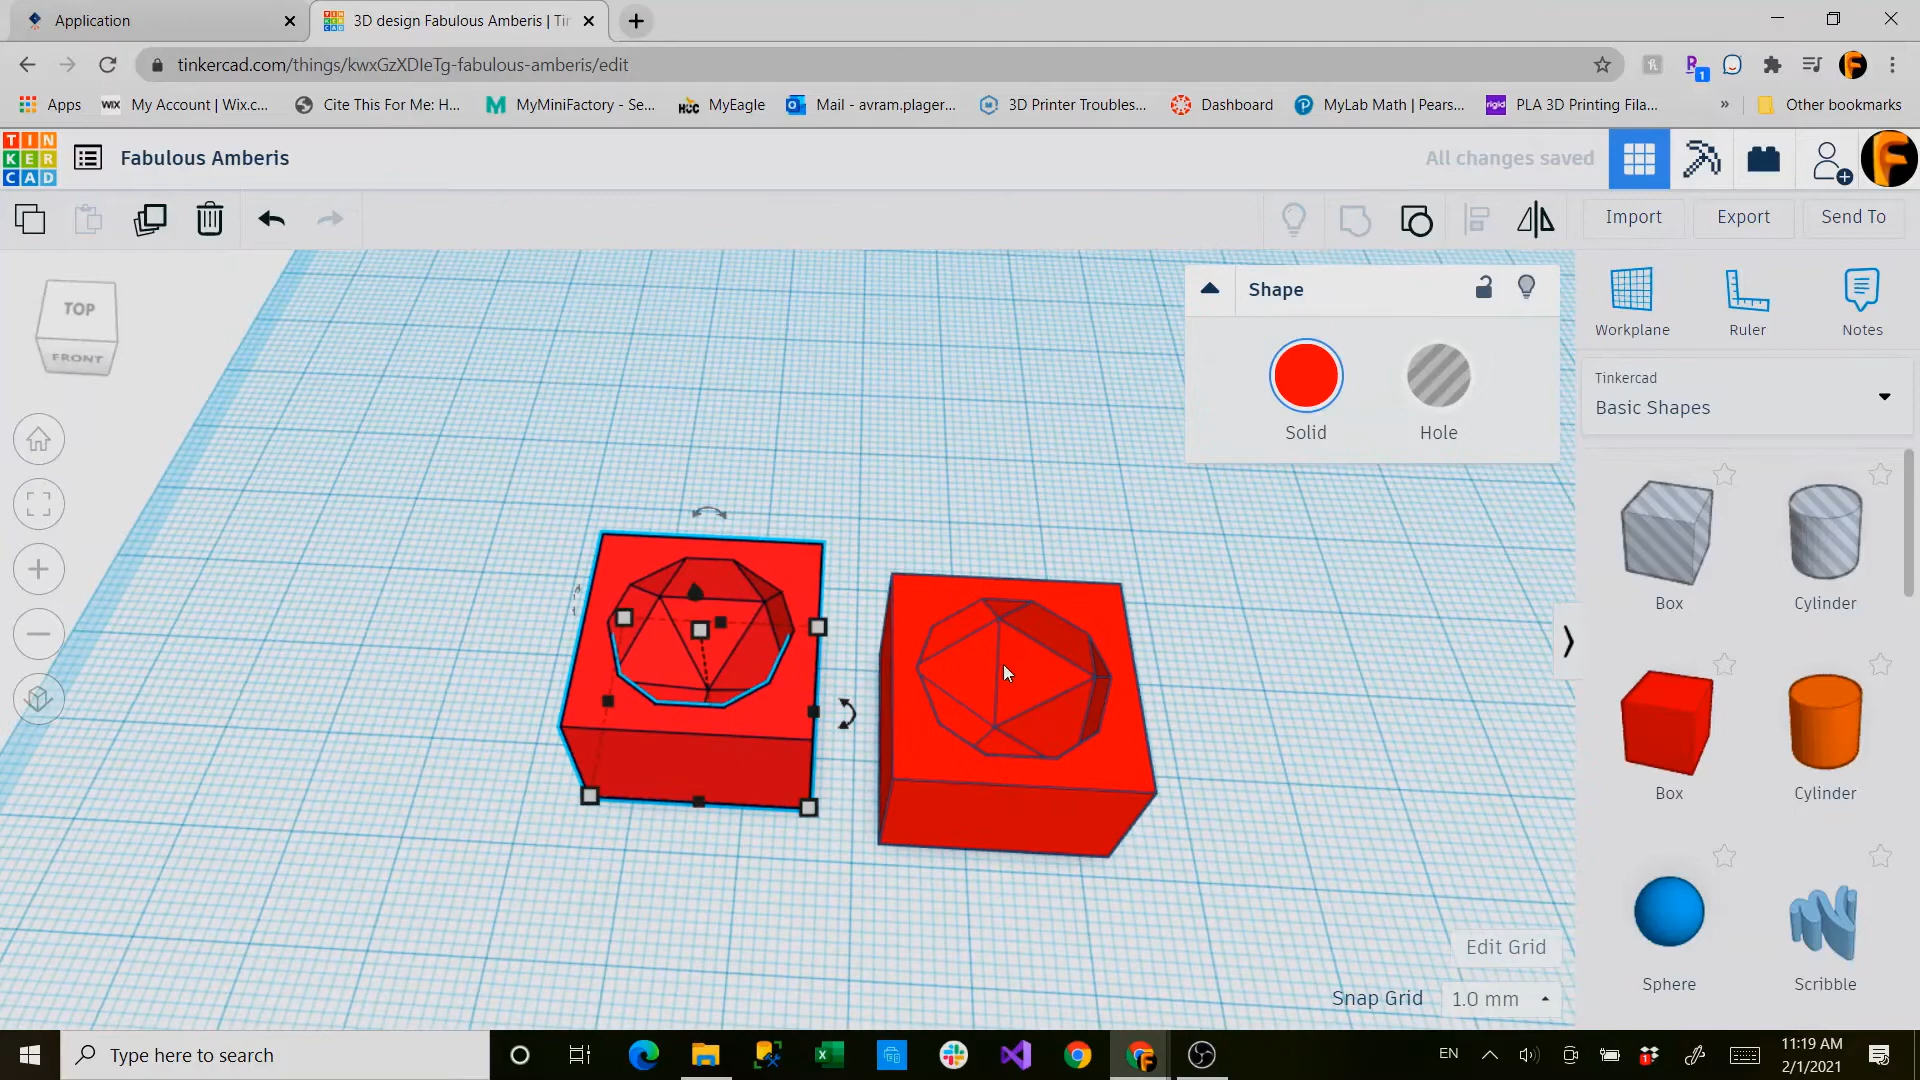 Application
3D design Fabulous Amberis | Tin
tinkercad.com/things/kwxGzXDIeTg-fabulous-amberis/edit
Apps
WIX My Account | Wix.c...
Cite This For Me: H...
MyMiniFactory - Se...
HCC MyEagle
Mail - avram.plager...
3D Printer Troubles...
Dashboard
MyLab Math | Pears...
rigid PLA 3D Printing Fila...
»
Other bookmarks
TIN
KER
CAD
Fabulous Amberis
All changes saved
Import
Export
Send To
TOP
FRONT
Shape
Solid
Hole
Workplane
Ruler
Notes
Tinkercad
Basic Shapes
Box
Cylinder
Box
Cylinder
Sphere
Scribble
Edit Grid
Snap Grid
1.0 mm
Type here to search
EN
11:19 AM
2/1/2021